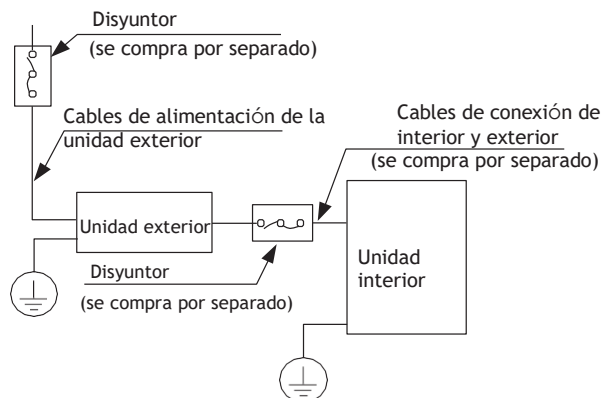 Disyuntor
(se compra por separado)
Cables de alimentación de la
unidad exterior
Cables de conexión de
interior y exterior
(se compra por separado)
Unidad exterior
Unidad
interior
Disyuntor
(se compra por separado)